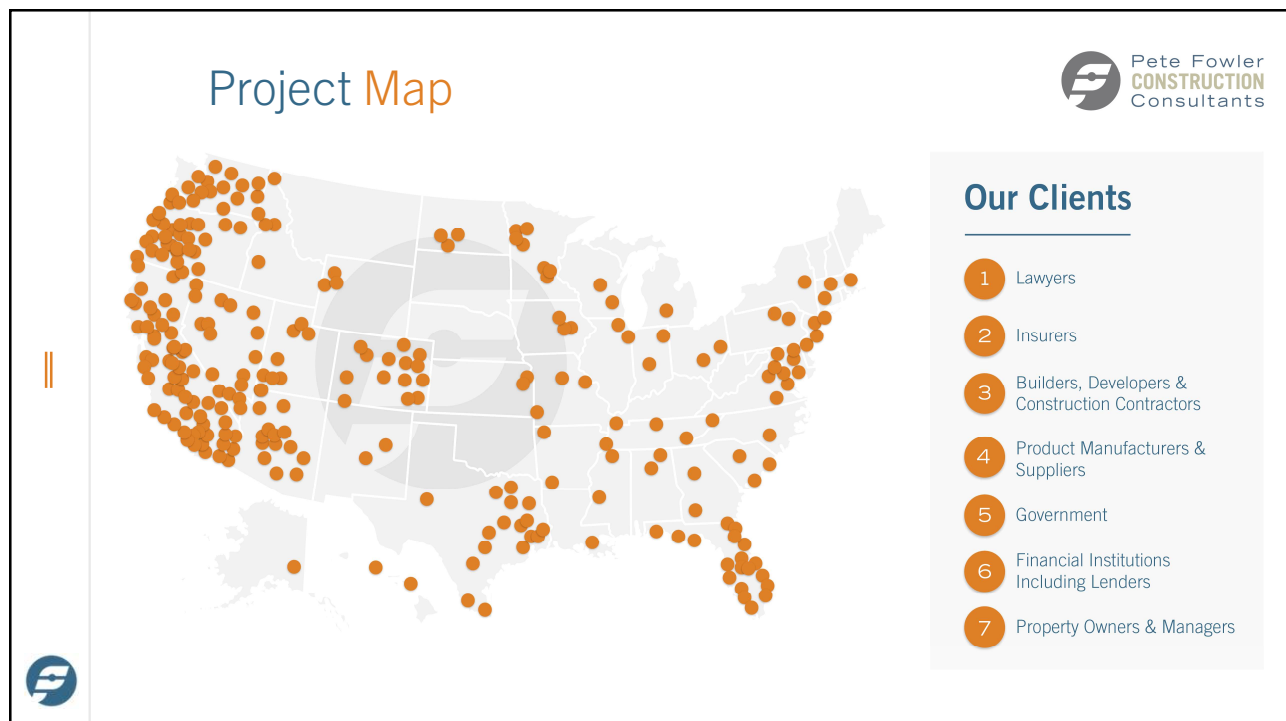 Project Map
Pete Fowler
CONSTRUCTION
Consultants
Our Clients
1 Lawyers
2 Insurers
3 Builders, Developers &
Construction Contractors
4 Product Manufacturers &
Suppliers
5 Government
6 Financial Institutions
Including Lenders
7 Property Owners & Managers